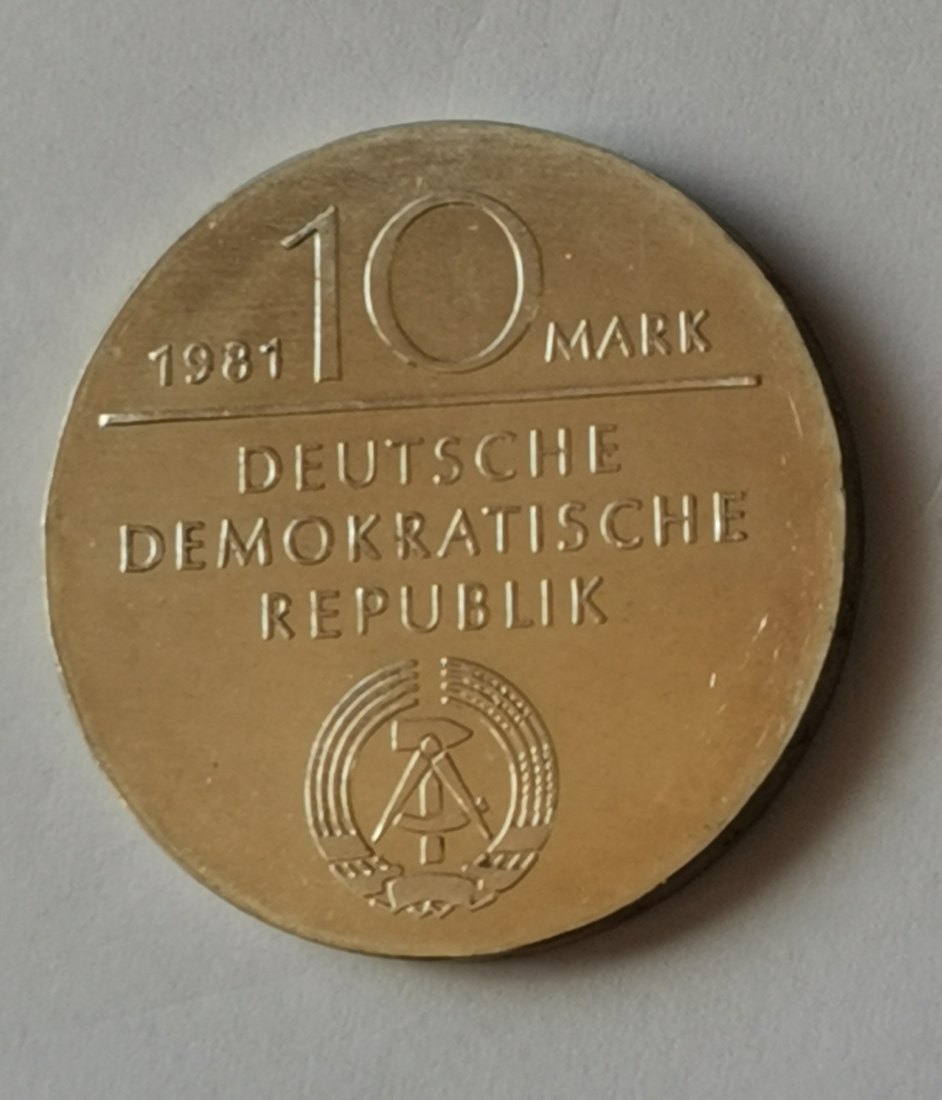 1981 10 MARK
DEUTSCHE
DEMOKRATISCHE
REPUBLIK